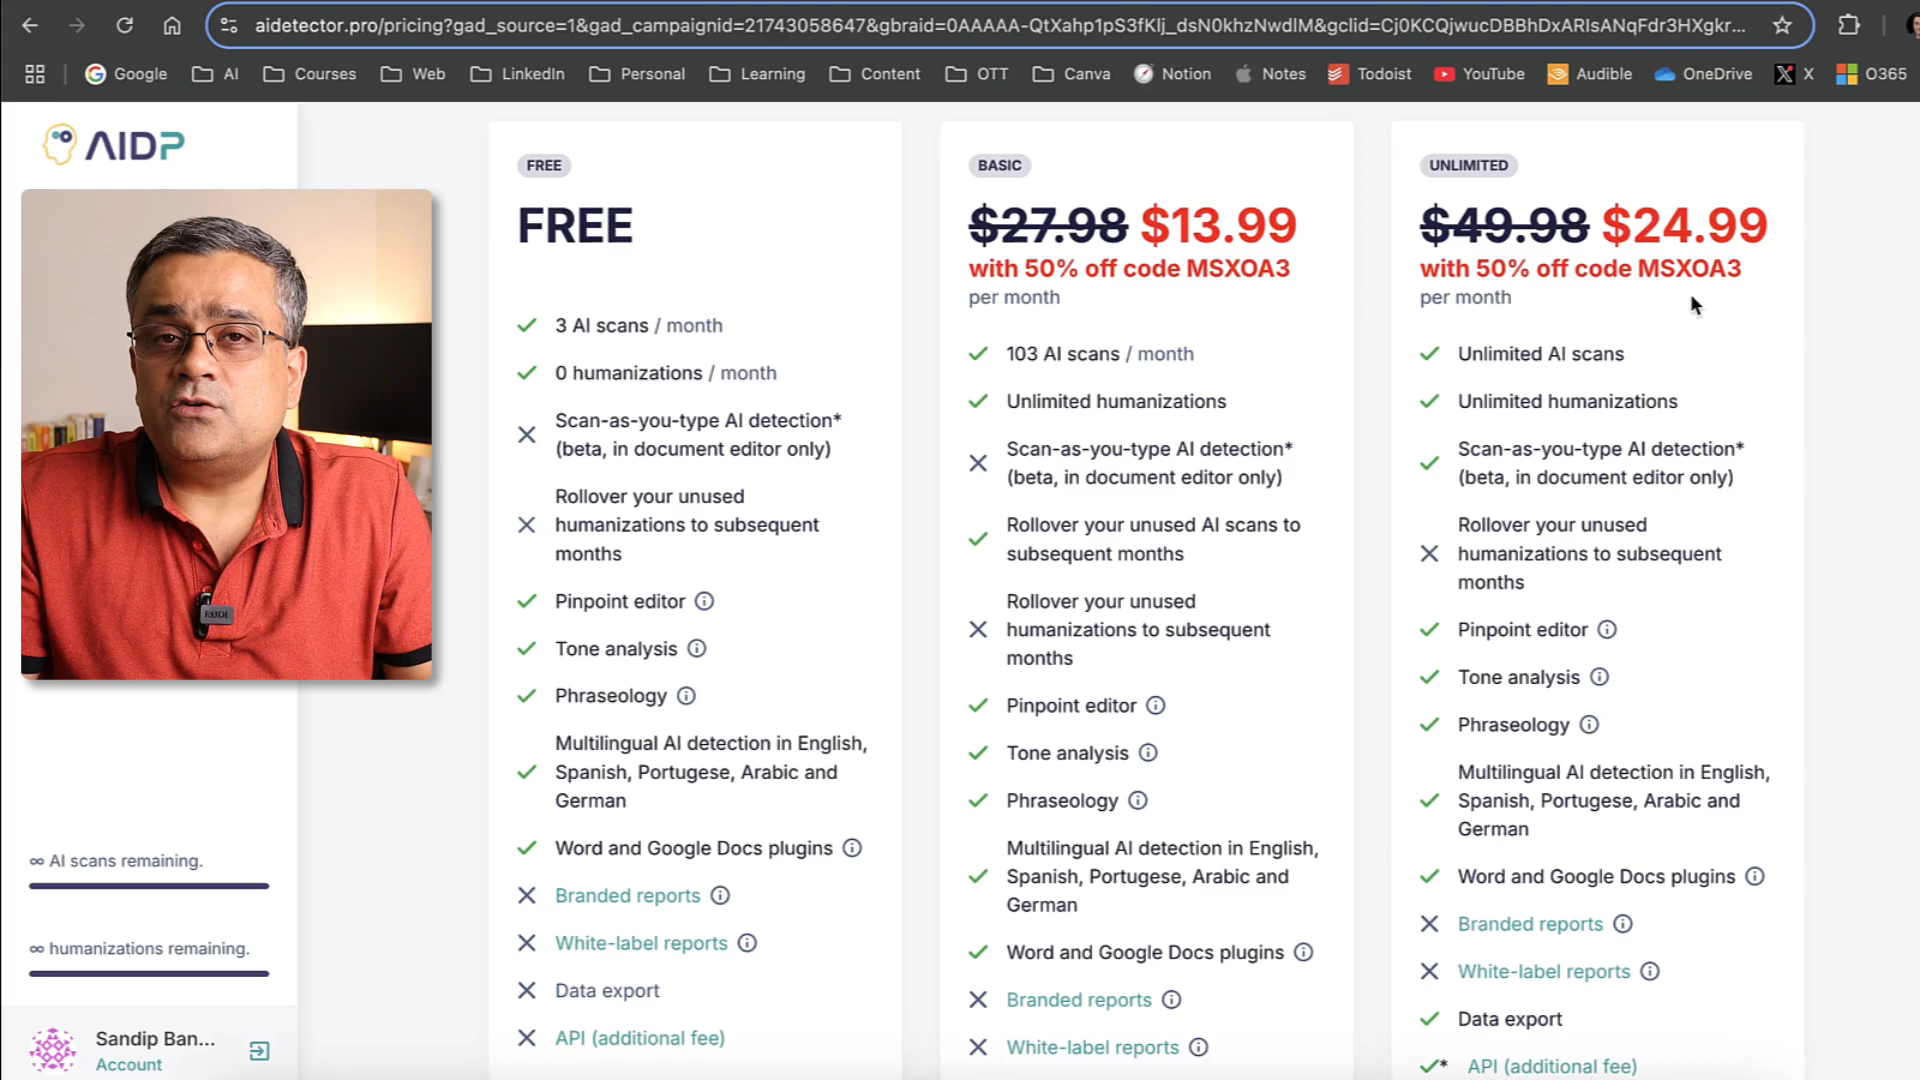 aidetector.pro/pricing?gad_source=1&gad_campaignid=21743058647&gbraid=0AAAAA-QtXahp1pS3fKlj_dsN0khzNwdlM&gclid=Cj0KCQjwucDBBhDxARIsANqFdr3HXgkr...
Google AI Courses Web LinkedIn Personal Learning Content OTT Canva Notion Notes Todoist YouTube Audible OneDrive X O365
AIDP
RØDE
∞ AI scans remaining.
∞ humanizations remaining.
Sandip Ban...
Account
FREE
FREE
3 AI scans / month
0 humanizations / month
Scan-as-you-type AI detection*
(beta, in document editor only)
Rollover your unused
humanizations to subsequent
months
Pinpoint editor
Tone analysis
Phraseology
Multilingual AI detection in English,
Spanish, Portugese, Arabic and
German
Word and Google Docs plugins
Branded reports
White-label reports
Data export
API (additional fee)
BASIC
$27.98 $13.99
with 50% off code MSXOA3
per month
103 AI scans / month
Unlimited humanizations
Scan-as-you-type AI detection*
(beta, in document editor only)
Rollover your unused AI scans to
subsequent months
Rollover your unused
humanizations to subsequent
months
Pinpoint editor
Tone analysis
Phraseology
Multilingual AI detection in English,
Spanish, Portugese, Arabic and
German
Word and Google Docs plugins
Branded reports
White-label reports
UNLIMITED
$49.98 $24.99
with 50% off code MSXOA3
per month
Unlimited AI scans
Unlimited humanizations
Scan-as-you-type AI detection*
(beta, in document editor only)
Rollover your unused
humanizations to subsequent
months
Pinpoint editor
Tone analysis
Phraseology
Multilingual AI detection in English,
Spanish, Portugese, Arabic and
German
Word and Google Docs plugins
Branded reports
White-label reports
Data export
* API (additional fee)